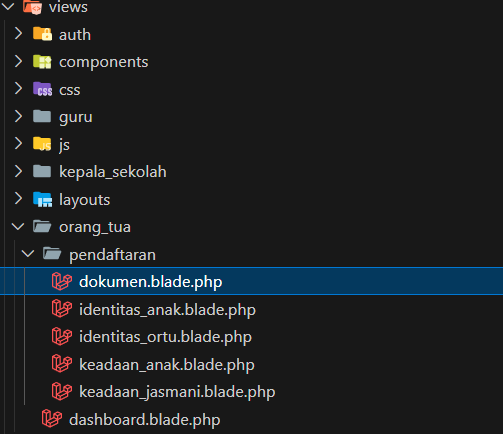 views
auth
components
css
guru
js
kepala_sekolah
layouts
orang_tua
pendaftaran
dokumen.blade.php
identitas_anak.blade.php
identitas_ortu.blade.php
keadaan_anak.blade.php
keadaan_jasmani.blade.php
dashboard.blade.php